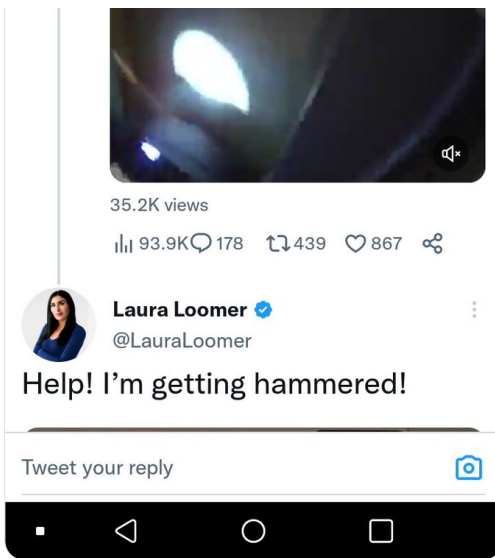 35.2K views
93.9K 178 439 867
Laura Loomer
@LauraLoomer
Help! I'm getting hammered!
Tweet your reply